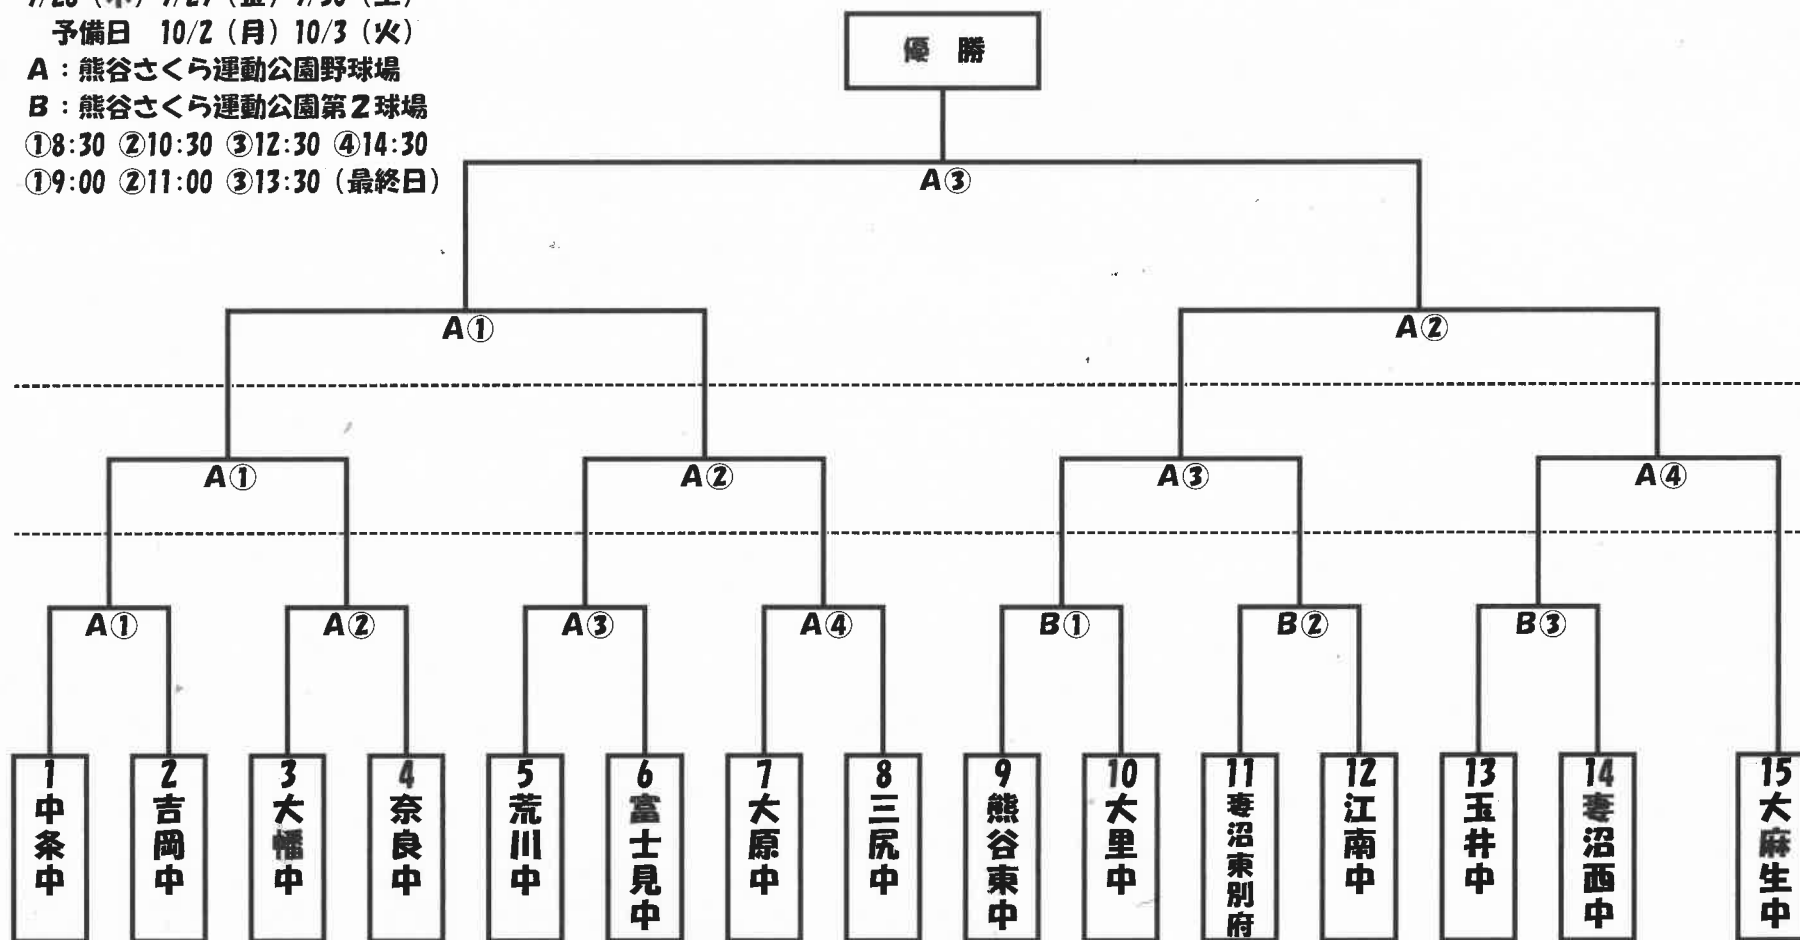 予備日 10/2（月）10/3（火）
A：熊谷さくら運動公園野球場
B：熊谷さくら運動公園第2球場
①8:30 ②10:30 ③12:30 ④14:30
①9:00 ②11:00 ③13:30（最終日）
優 勝
A③
A①
A②
A①
A②
A③
A④
A①
A②
A③
A④
B①
B②
B③
1 中条中
2 吉岡中
3 大幡中
4 奈良中
5 荒川中
6 富士見中
7 大原中
8 三尻中
9 熊谷東中
10 大里中
11 妻沼東別府
12 江南中
13 玉井中
14 妻沼西中
15 大麻生中